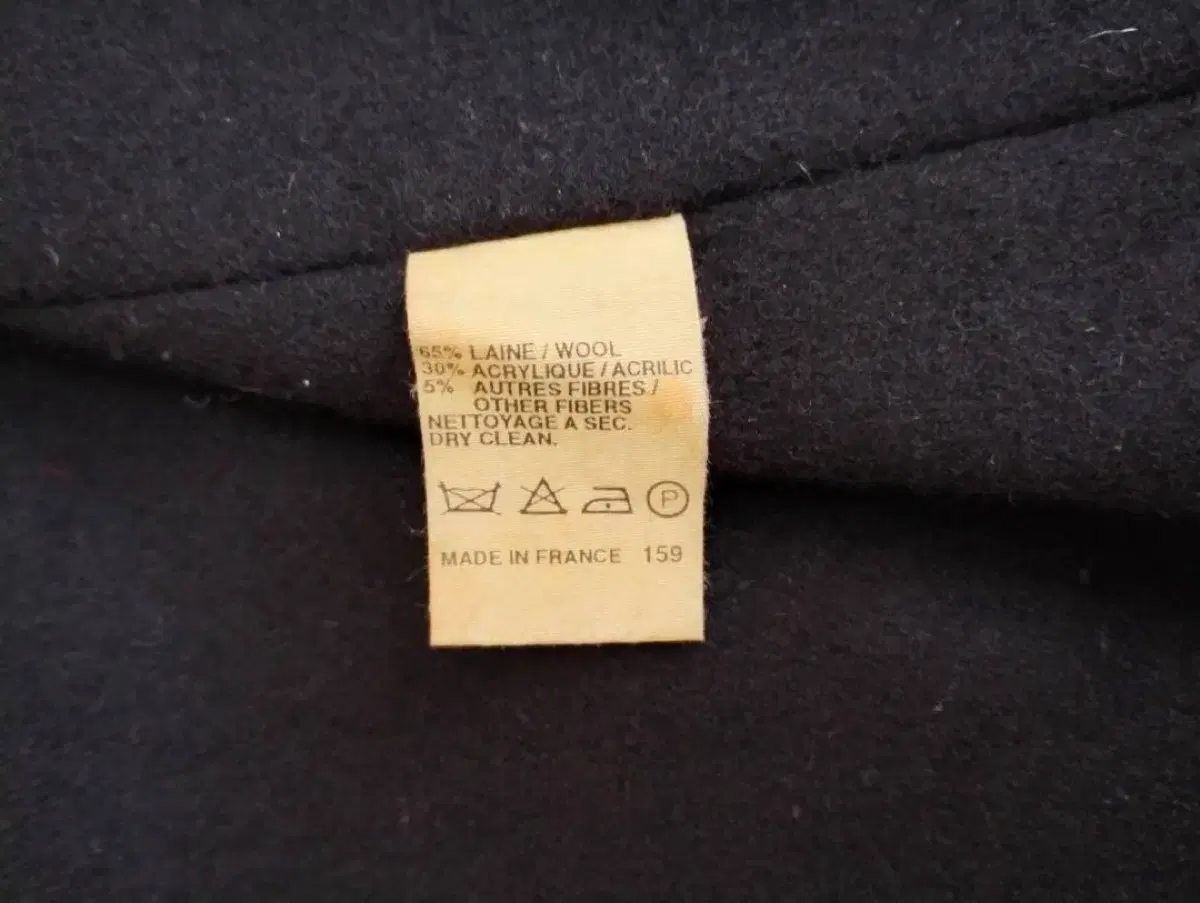 65% LAINE / WOOL
30% ACRYLIQUE / ACRILIC
5% AUTRES FIBRES /
OTHER FIBERS
NETTOYAGE A SEC.
DRY CLEAN.
P
MADE IN FRANCE 159